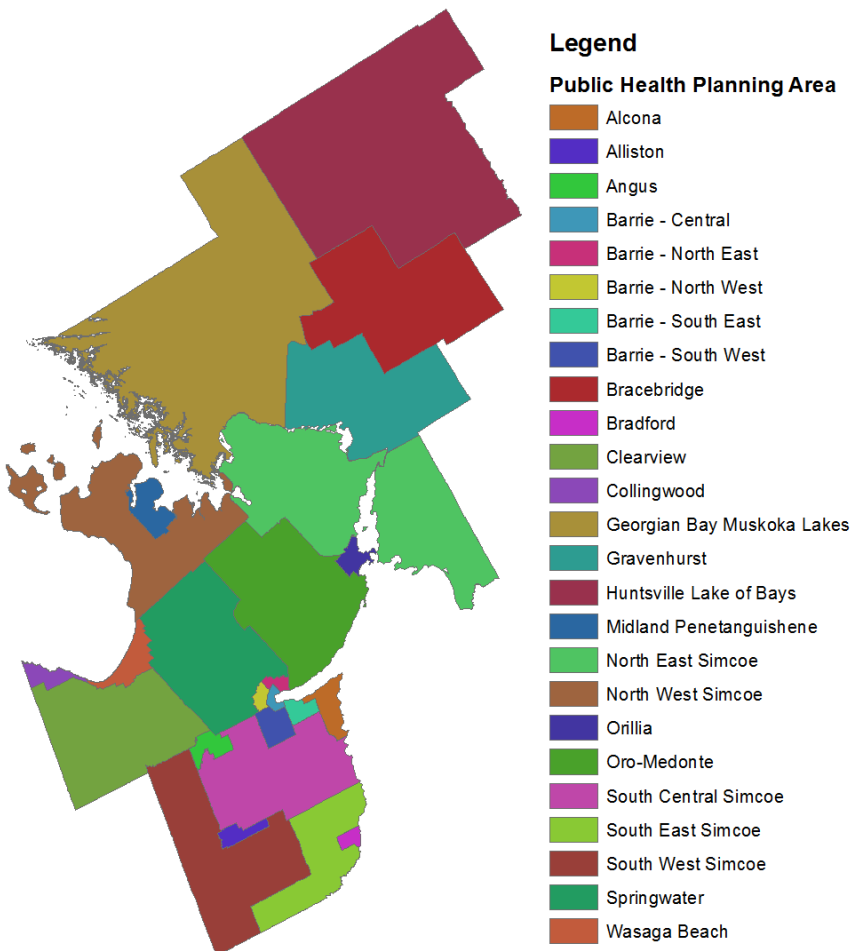 Legend
Public Health Planning Area
Alcona
Alliston
Angus
Barrie - Central
Barrie - North East
Barrie - North West
Barrie - South East
Barrie - South West
Bracebridge
Bradford
Clearview
Collingwood
Georgian Bay Muskoka Lakes
Gravenhurst
Huntsville Lake of Bays
Midland Penetanguishene
North East Simcoe
North West Simcoe
Orillia
Oro-Medonte
South Central Simcoe
South East Simcoe
South West Simcoe
Springwater
Wasaga Beach